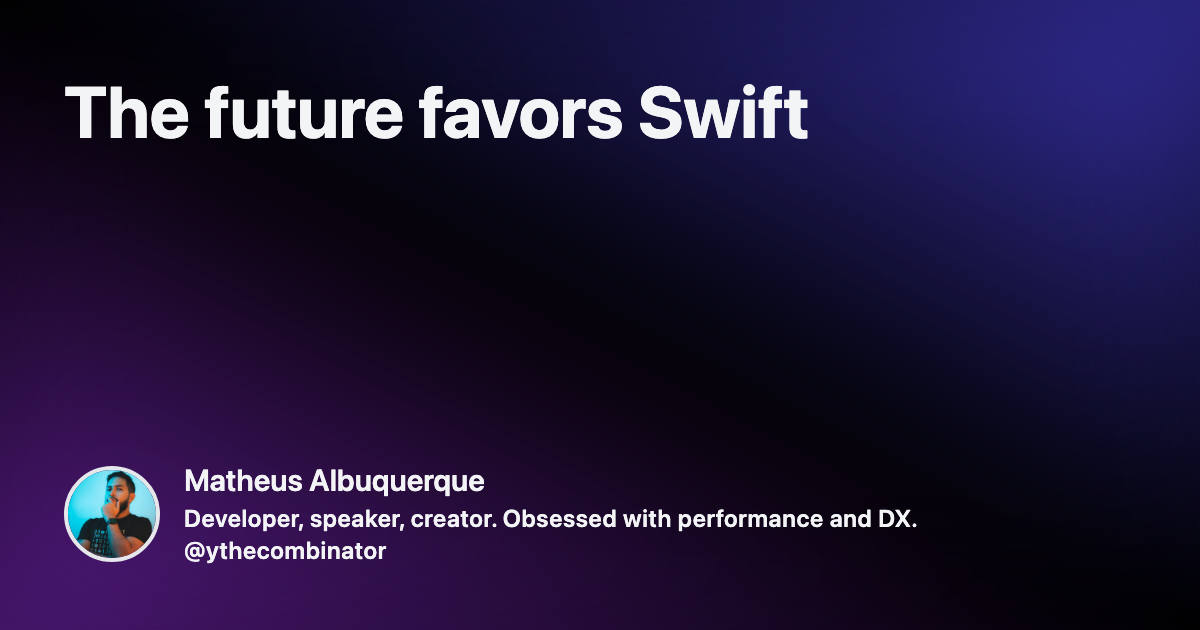 The future favors Swift
Matheus Albuquerque
Developer, speaker, creator. Obsessed with performance and DX.
@ythecombinator